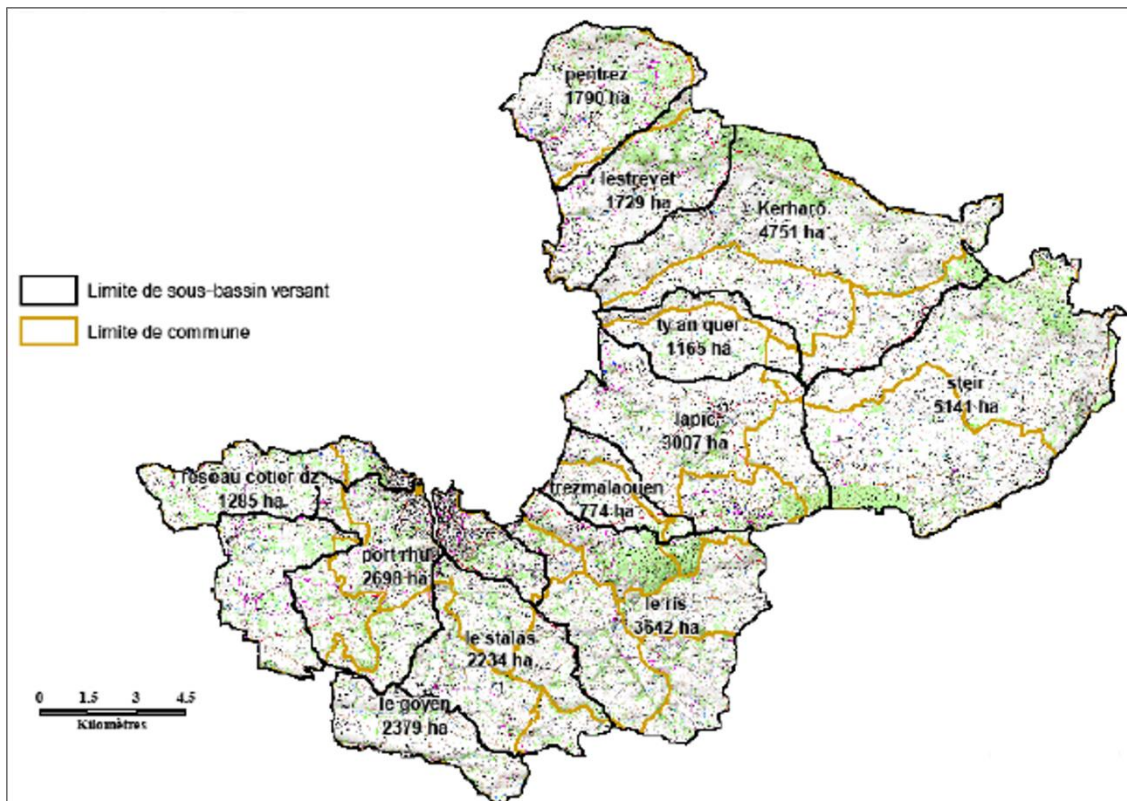 pentrez
1790 ha
lestrevet
1729 ha
Kerharo
4751 ha
Limite de sous-bassin versant
Limite de commune
ty an quer
1165 ha
steir
5141 ha
lapic
3007 ha
trezmalaouen
774 ha
reseau cotier dz
1285 ha
port rhu
2698 ha
le ris
3642 ha
le stalas
2234 ha
le goyen
2379 ha
0 1.5 3 4.5
Kilomètres